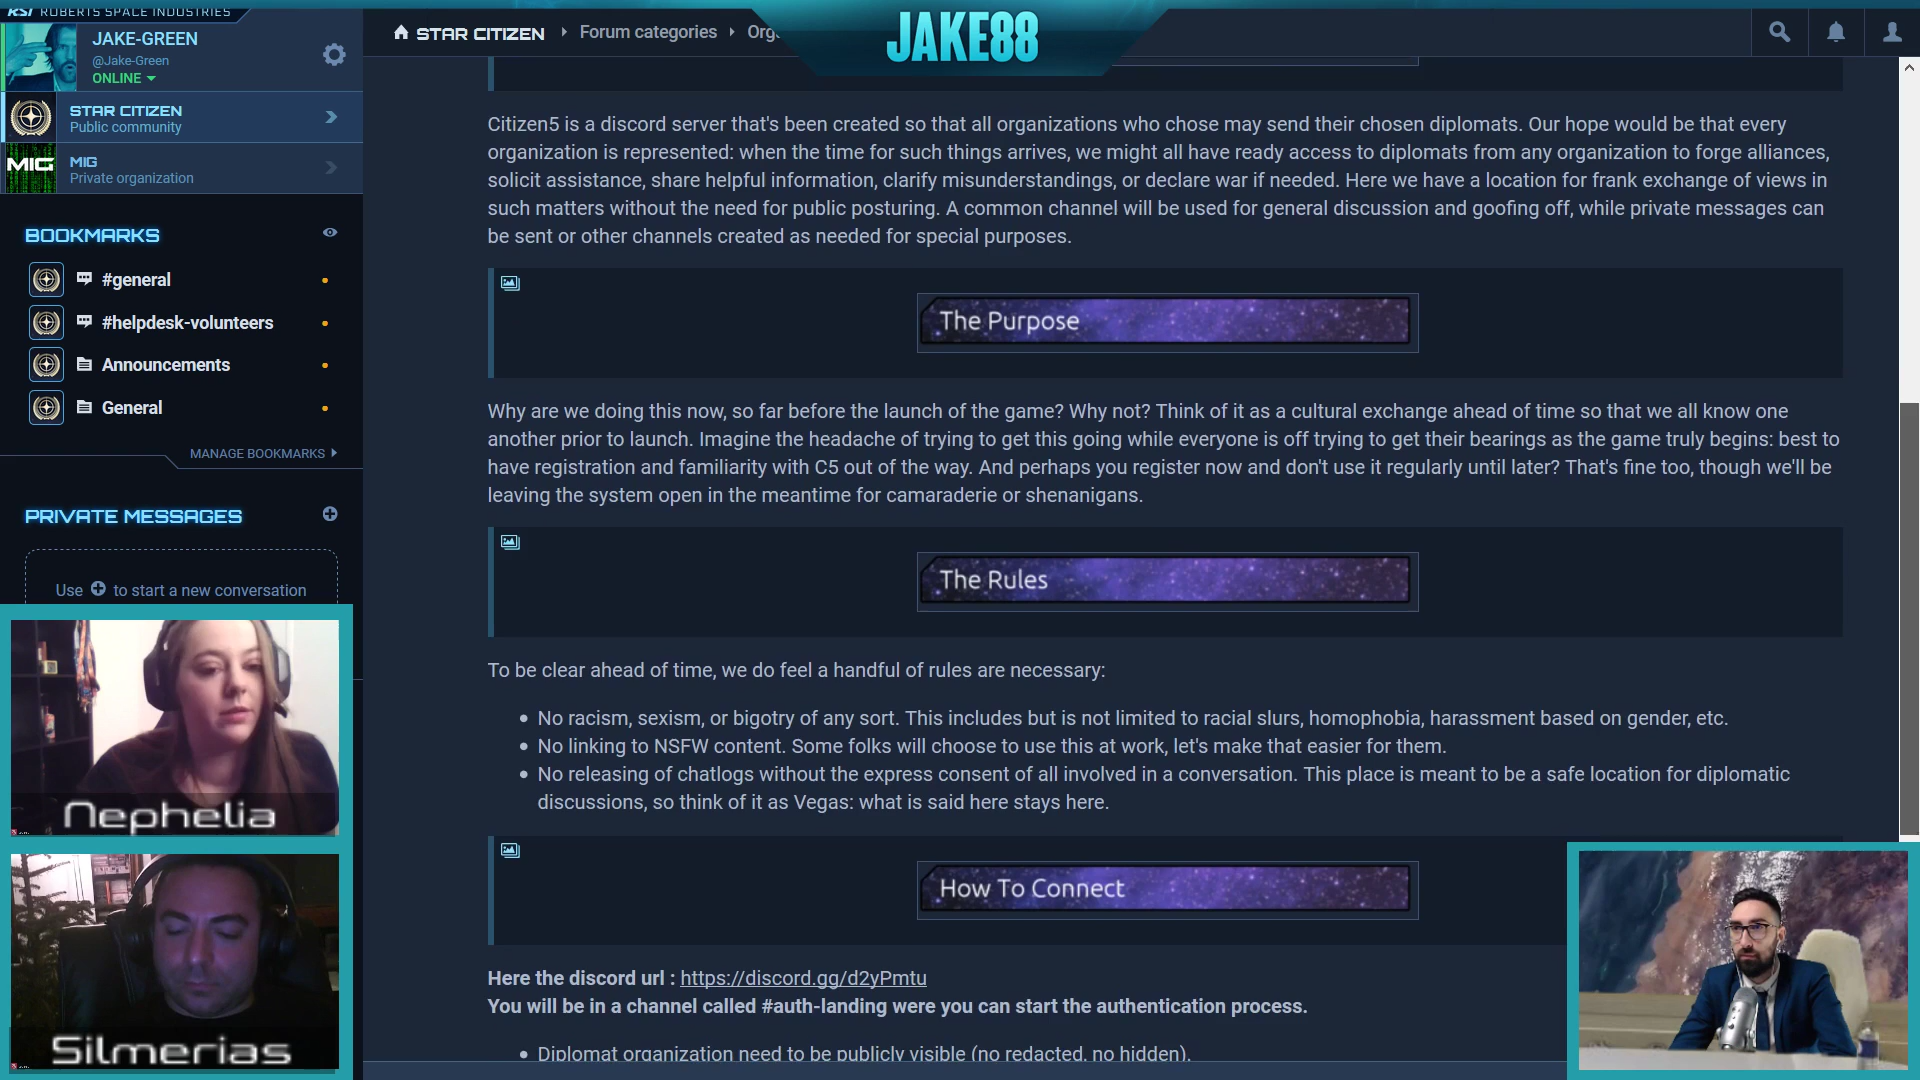 RSI ROBERTS SPACE INDUSTRIES
JAKE-GREEN
@Jake-Green
ONLINE
STAR CITIZEN
Public community
MIG
MIG
Private organization
BOOKMARKS
#general
#helpdesk-volunteers
Announcements
General
MANAGE BOOKMARKS
PRIVATE MESSAGES
Use to start a new conversation
Nephelia
Silmerias
STAR CITIZEN Forum categories
JAKE88
Citizen5 is a discord server that's been created so that all organizations who chose may send their chosen diplomats. Our hope would be that every
organization is represented: when the time for such things arrives, we might all have ready access to diplomats from any organization to forge alliances,
solicit assistance, share helpful information, clarify misunderstandings, or declare war if needed. Here we have a location for frank exchange of views in
such matters without the need for public posturing. A common channel will be used for general discussion and goofing off, while private messages can
be sent or other channels created as needed for special purposes.
The Purpose
Why are we doing this now, so far before the launch of the game? Why not? Think of it as a cultural exchange ahead of time so that we all know one
another prior to launch. Imagine the headache of trying to get this going while everyone is off trying to get their bearings as the game truly begins: best to
have registration and familiarity with C5 out of the way. And perhaps you register now and don't use it regularly until later? That's fine too, though we'll be
leaving the system open in the meantime for camaraderie or shenanigans.
The Rules
To be clear ahead of time, we do feel a handful of rules are necessary:
No racism, sexism, or bigotry of any sort. This includes but is not limited to racial slurs, homophobia, harassment based on gender, etc.
No linking to NSFW content. Some folks will choose to use this at work, let's make that easier for them.
No releasing of chatlogs without the express consent of all involved in a conversation. This place is meant to be a safe location for diplomatic
discussions, so think of it as Vegas: what is said here stays here.
How To Connect
Here the discord url : https://discord.gg/d2yPmtu
You will be in a channel called #auth-landing were you can start the authentication process.
Diplomat organization need to be publicly visible (no redacted, no hidden).